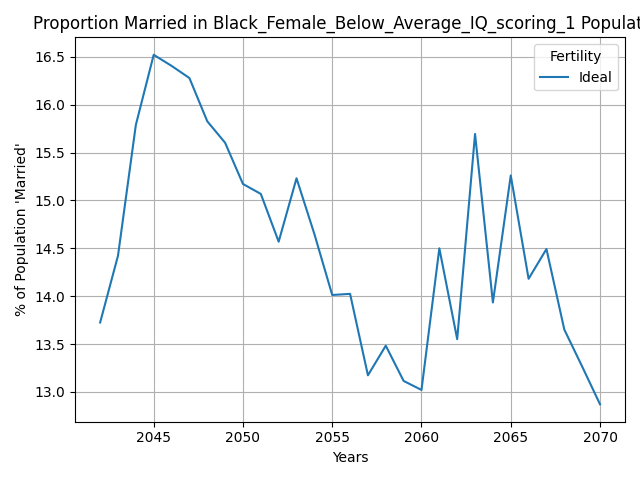 Proportion Married in Black_Female_Below_Average_IQ_scoring_1 Populat
Fertility
Ideal
% of Population 'Married'
16.5
16.0
15.5
15.0
14.5
14.0
13.5
13.0
2045 2050 2055 2060 2065 2070
Years